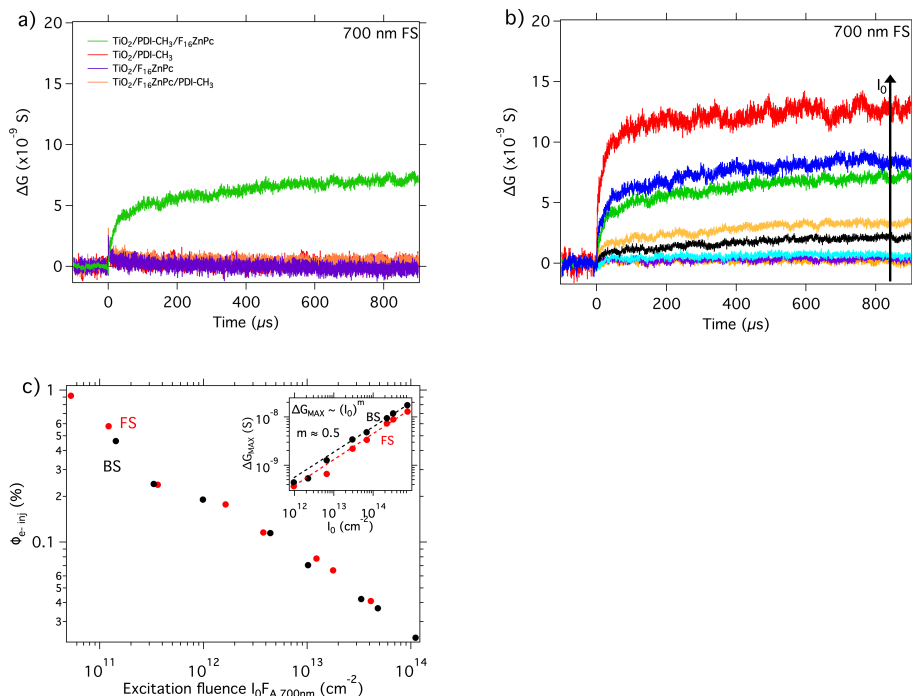 a)
700 nm FS
TiO2/PDI-CH3/F16ZnPc
TiO2/PDI-CH3
TiO2/F16ZnPc
TiO2/F16ZnPc/PDI-CH3
ΔG (x10-9 S)
20
15
10
5
0
0 200 400 600 800
Time (µs)
b)
700 nm FS
I0
ΔG (x10-9 S)
20
15
10
5
0
0 200 400 600 800
Time (µs)
c)
Φe- inj (%)
1
6
5
4
3
2
0.1
6
5
4
3
FS
BS
ΔGMAX ~ (I0)m
m ≈ 0.5
BS
FS
ΔGMAX (S)
10-8
10-9
1012 1013 1014
I0 (cm-2)
1011 1012 1013 1014
Excitation fluence I0FA 700nm (cm-2)